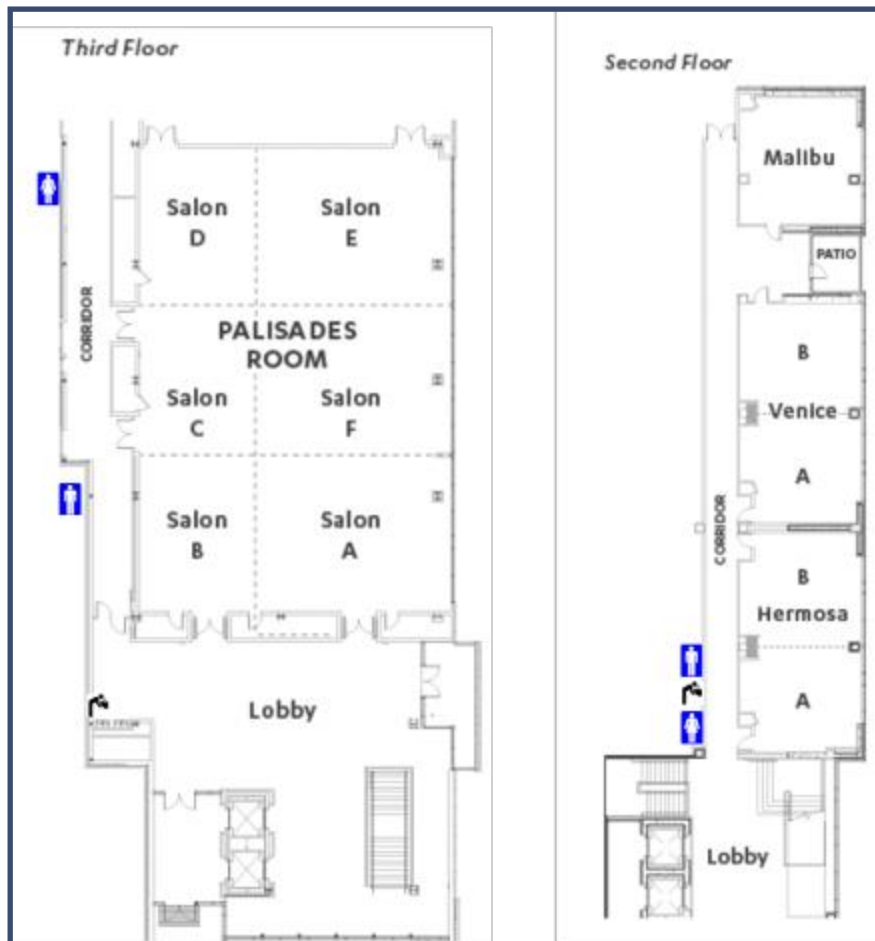 Third Floor
Salon
D
Salon
E
CORRIDOR
PALISADES
ROOM
Salon
C
Salon
F
Salon
B
Salon
A
Lobby
Second Floor
Malibu
PATIO
B
Venice
A
CORRIDOR
B
Hermosa
A
Lobby